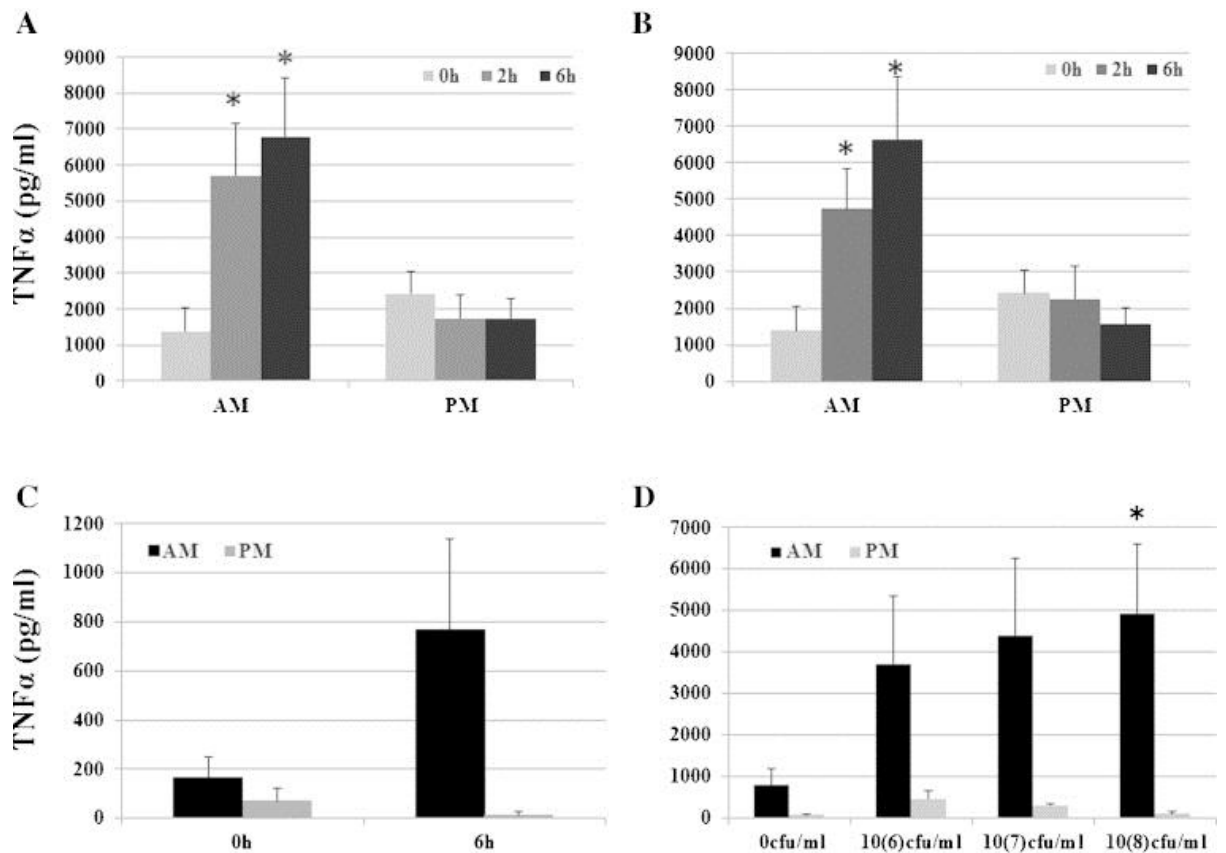 A
TNFα (pg/ml)
9000
8000
7000
6000
5000
4000
3000
2000
1000
0
0h 2h 6h
*
*
AM PM
B
9000
8000
7000
6000
5000
4000
3000
2000
1000
0
0h 2h 6h
*
*
AM PM
C
TNFα (pg/ml)
1200
1000
800
600
400
200
0
AM PM
0h 6h
D
7000
6000
5000
4000
3000
2000
1000
0
AM PM
*
0cfu/ml 10(6)cfu/ml 10(7)cfu/ml 10(8)cfu/ml